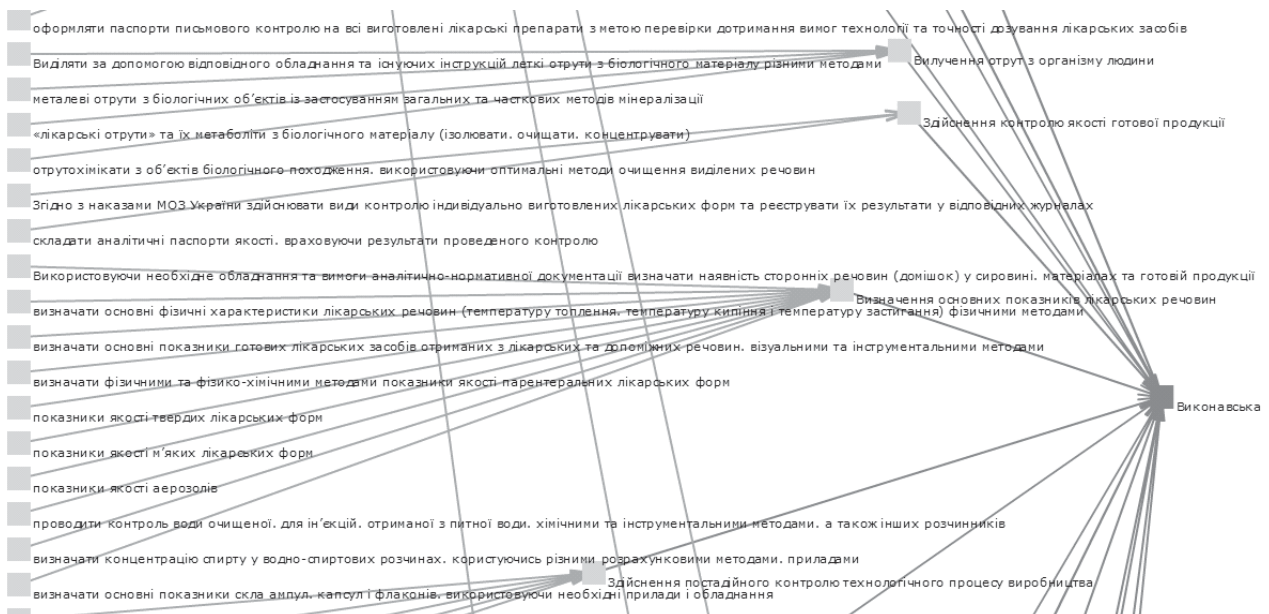 оформляти паспорти письмового контролю на всі виготовлені лікарські препарати з метою перевірки дотримання вимог технології та точності дозування лікарських засобів
Вилучення отрут з організму людини
Виділяти за допомогою відповідного обладнання та існуючих інструкцій леткі отрути з біологічного матеріалу різними методами
металеві отрути з біологічних об'єктів із застосуванням загальних та часткових методів мінералізації
Здійснення контролю якості готової продукції
«лікарські отрути» та їх метаболіти з біологічного матеріалу (ізолювати. очищати. концентрувати)
отрутохімікати з об'єктів біологічного походження. використовуючи оптимальні методи очищення виділених речовин
Згідно з наказами МОЗ України здійснювати види контролю індивідуально виготовлених лікарських форм та реєструвати їх результати у відповідних журналах
складати аналітичні паспорти якості. враховуючи результати проведеного контролю
Використовуючи необхідне обладнання та вимоги аналітично-нормативної документації визначати наявність сторонніх речовин (домішок) у сировині. матеріалах та готовій продукції
Визначення основних показників лікарських речовин
визначати основні фізичні характеристики лікарських речовин (температуру топлення. температуру кипіння і температуру застигання) фізичними методами
визначати основні показники готових лікарських засобів отриманих з лікарських та допоміжних речовин. візуальними та інструментальними методами
визначати фізичними та фізико-хімічними методами показники якості парентеральних лікарських форм
Виконавська
показники якості твердих лікарських форм
показники якості м'яких лікарських форм
показники якості аерозолів
проводити контроль води очищеної. для ін'єкцій. отриманої з питної води. хімічними та інструментальними методами. а також інших розчинників
визначати концентрацію спирту у водно-спиртових розчинах. користуючись різними розрахунковими методами. приладами
Здійснення постадійного контролю технологічного процесу виробництва
визначати основні показники скла ампул. капсул і флаконів. використовуючи необхідні прилади і обладнання